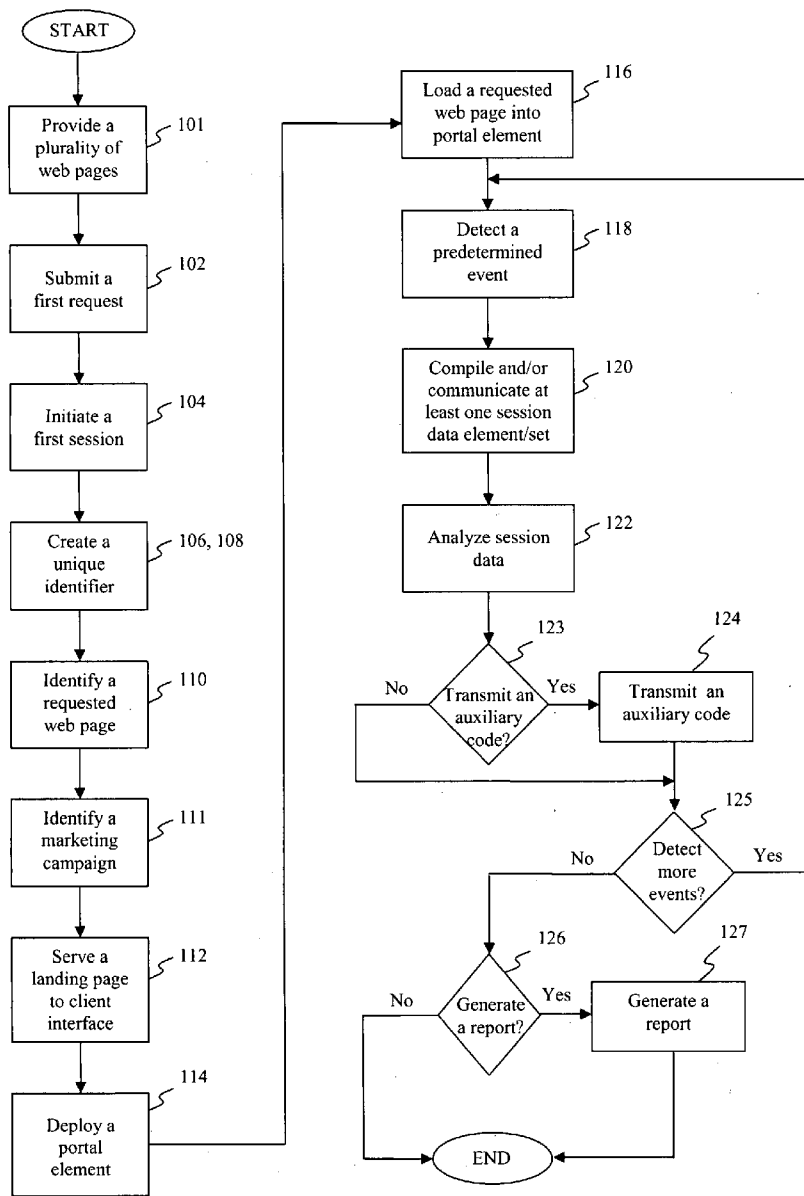 START
Provide a
plurality of
web pages
101
Submit a
first request
102
Initiate a
first session
104
Create a
unique
identifier
106, 108
Identify a
requested
web page
110
Identify a
marketing
campaign
111
Serve a
landing page
to client
interface
112
Deploy a
portal
element
114
Load a requested
web page into
portal element
116
Detect a
predetermined
event
118
Compile and/or
communicate at
least one session
data element/set
120
Analyze session
data
122
123
No
Transmit an
auxiliary
code?
Yes
Transmit an
auxiliary code
124
125
No
Detect
more
events?
Yes
126
No
Generate
a report?
Yes
Generate a
report
127
END